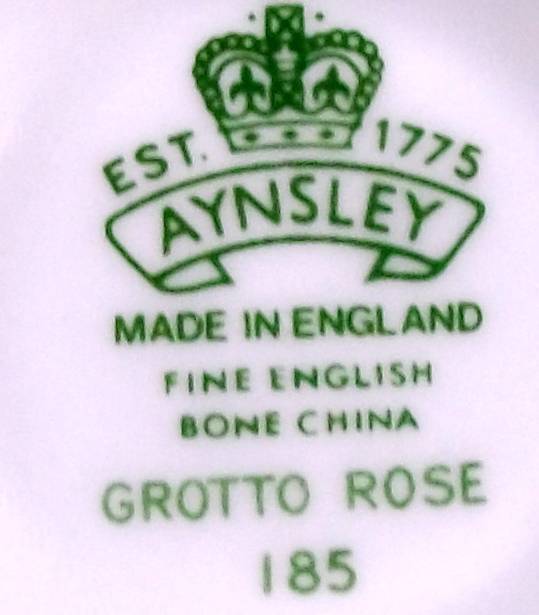 EST. 1775
AYNSLEY
MADE IN ENGLAND
FINE ENGLISH
BONE CHINA
GROTTO ROSE
185